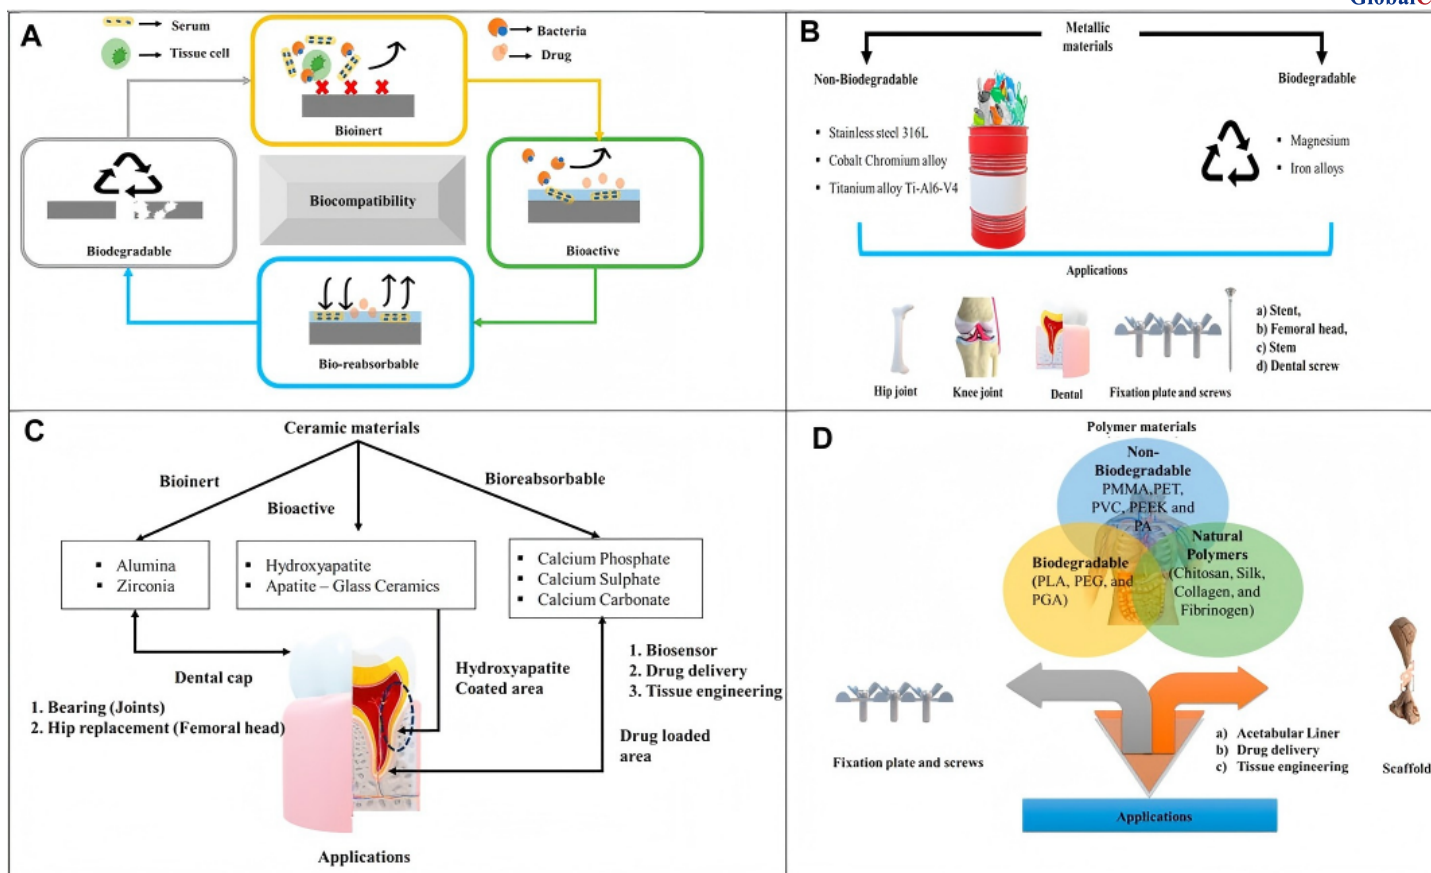 GlobalC
A
Serum
Tissue cell
Bacteria
Drug
Bioinert
Biocompatibility
Biodegradable
Bioactive
Bio-reabsorbable
B
Metallic
materials
Non-Biodegradable
Biodegradable
▪ Stainless steel 316L
▪ Cobalt Chromium alloy
▪ Titanium alloy Ti-Al6-V4
▪ Magnesium
▪ Iron alloys
Applications
a) Stent,
b) Femoral head,
c) Stem
d) Dental screw
Hip joint
Knee joint
Dental
Fixation plate and screws
C
Ceramic materials
Bioinert
Bioactive
Bioreabsorbable
▪ Alumina
▪ Zirconia
▪ Hydroxyapatite
▪ Apatite – Glass Ceramics
▪ Calcium Phosphate
▪ Calcium Sulphate
▪ Calcium Carbonate
Dental cap
1. Bearing (Joints)
2. Hip replacement (Femoral head)
Hydroxyapatite
Coated area
1. Biosensor
2. Drug delivery
3. Tissue engineering
Drug loaded
area
Applications
D
Polymer materials
Non-
Biodegradable
PMMA,PET,
PVC, PEEK and
PA
Biodegradable
(PLA, PEG, and
PGA)
Natural
Polymers
(Chitosan, Silk,
Collagen, and
Fibrinogen)
Fixation plate and screws
a) Acetabular Liner
b) Drug delivery
c) Tissue engineering
Scaffold
Applications